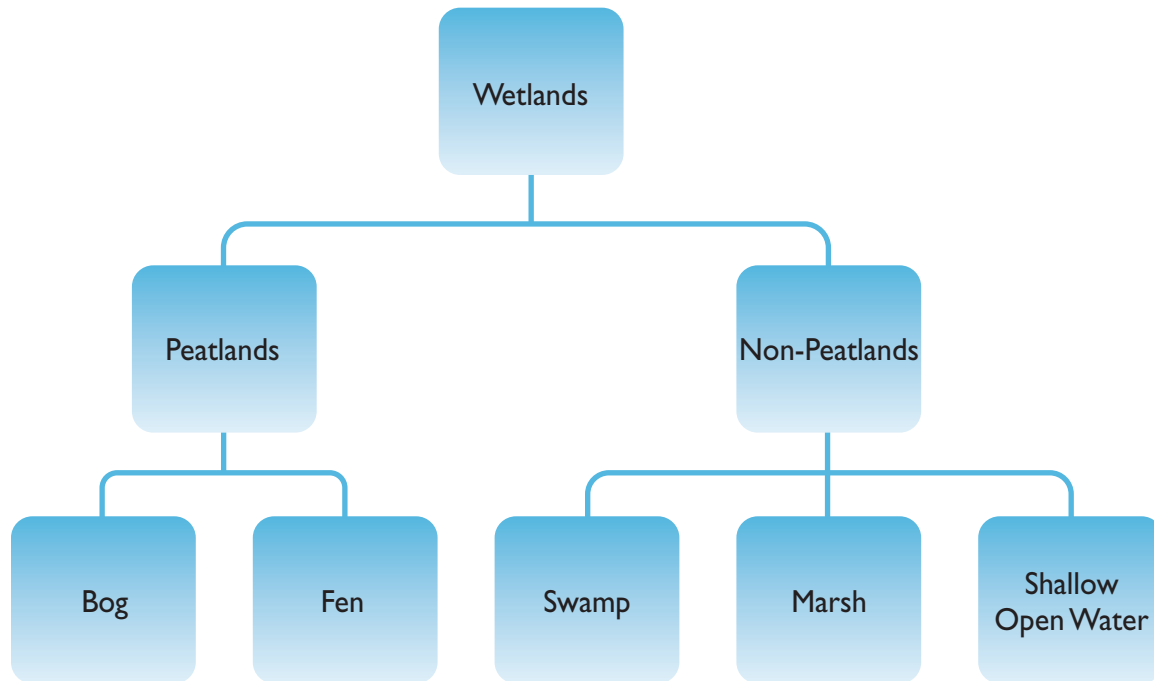 Wetlands
Peatlands
Non-Peatlands
Bog
Fen
Swamp
Marsh
Shallow
Open Water